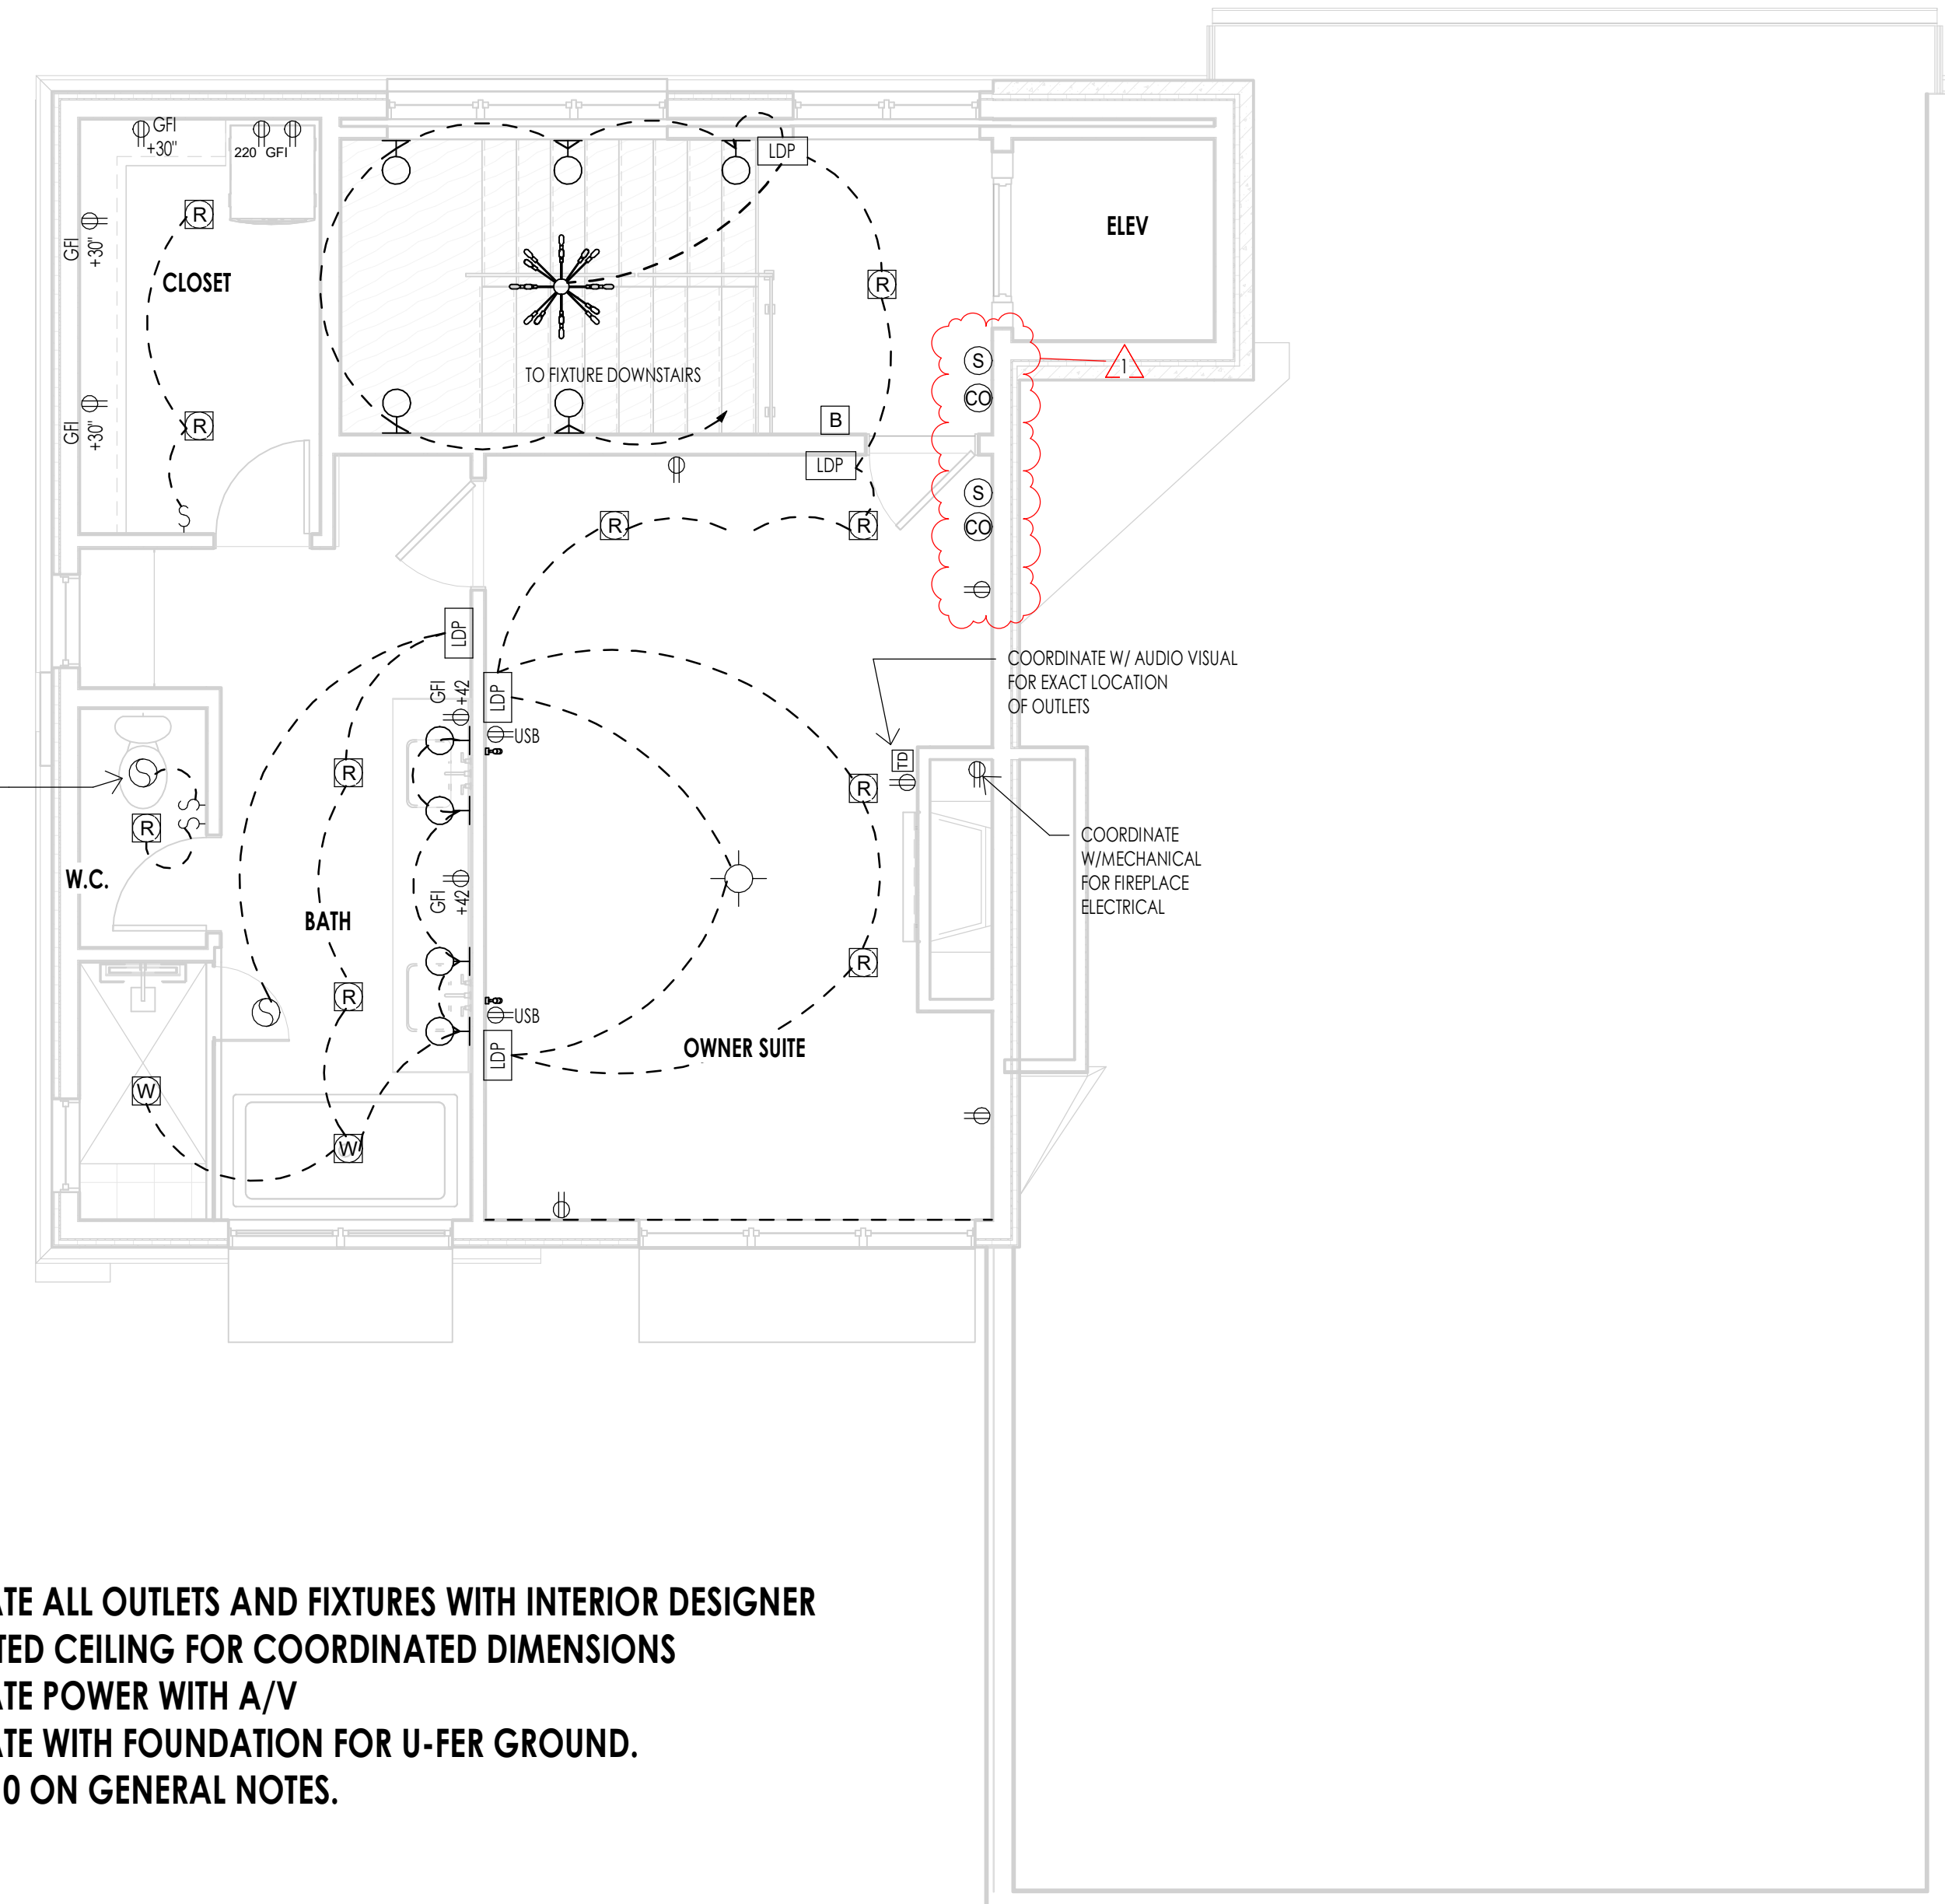 GFI
+30"
220 GFI
LDP
R
ELEV
GFI
+30"
CLOSET
R
S
1
TO FIXTURE DOWNSTAIRS
CO
GFI
+30"
R
B
LDP
S
R
R
CO
LDP
COORDINATE W/ AUDIO VISUAL
FOR EXACT LOCATION
OF OUTLETS
GFI
+42
LDP
USB
TD
R
R
R
COORDINATE
W/MECHANICAL
FOR FIREPLACE
ELECTRICAL
W.C.
GFI
+42
BATH
R
R
USB
LDP
OWNER SUITE
W
W
ATE ALL OUTLETS AND FIXTURES WITH INTERIOR DESIGNER
TED CEILING FOR COORDINATED DIMENSIONS
ATE POWER WITH A/V
ATE WITH FOUNDATION FOR U-FER GROUND.
0 ON GENERAL NOTES.